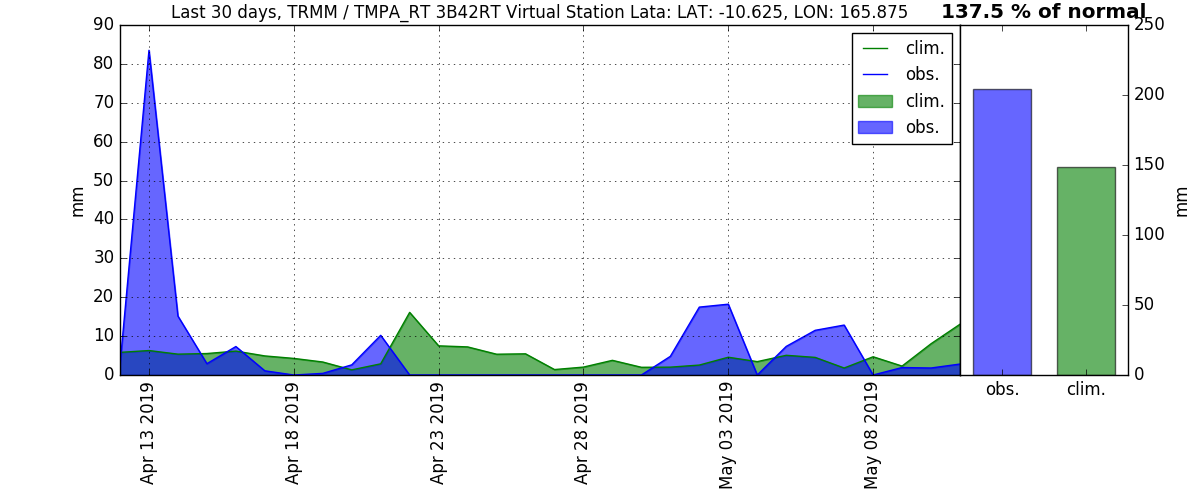 Last 30 days, TRMM / TMPA_RT 3B42RT Virtual Station Lata: LAT: -10.625, LON: 165.875
137.5 % of normal
90
80
70
60
50
40
30
20
10
0
mm
clim.
obs.
clim.
obs.
Apr 13 2019
Apr 18 2019
Apr 23 2019
Apr 28 2019
May 03 2019
May 08 2019
250
200
150
100
50
0
mm
obs.
clim.